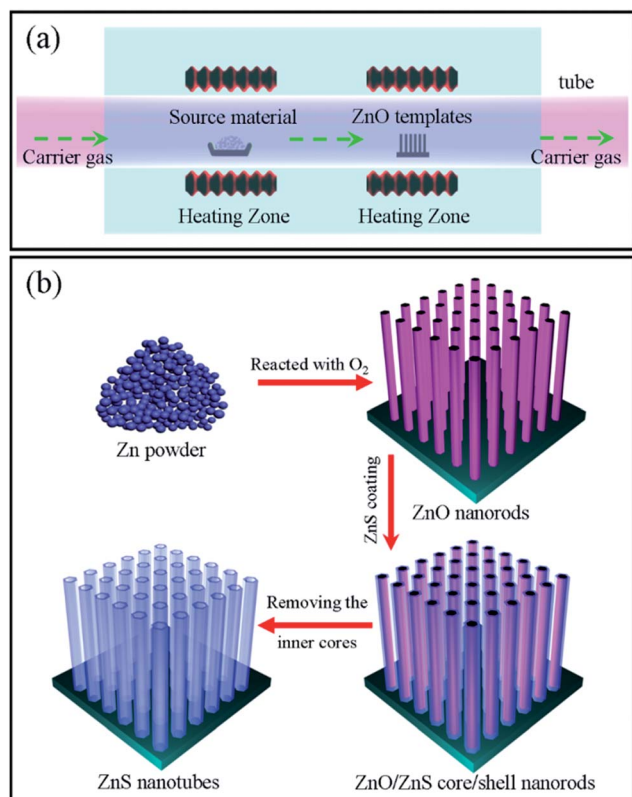 (a)
tube
Source material
ZnO templates
Carrier gas
Carrier gas
Heating Zone
Heating Zone
(b)
Reacted with O₂
Zn powder
ZnO nanorods
ZnS coating
Removing the
inner cores
ZnS nanotubes
ZnO/ZnS core/shell nanorods